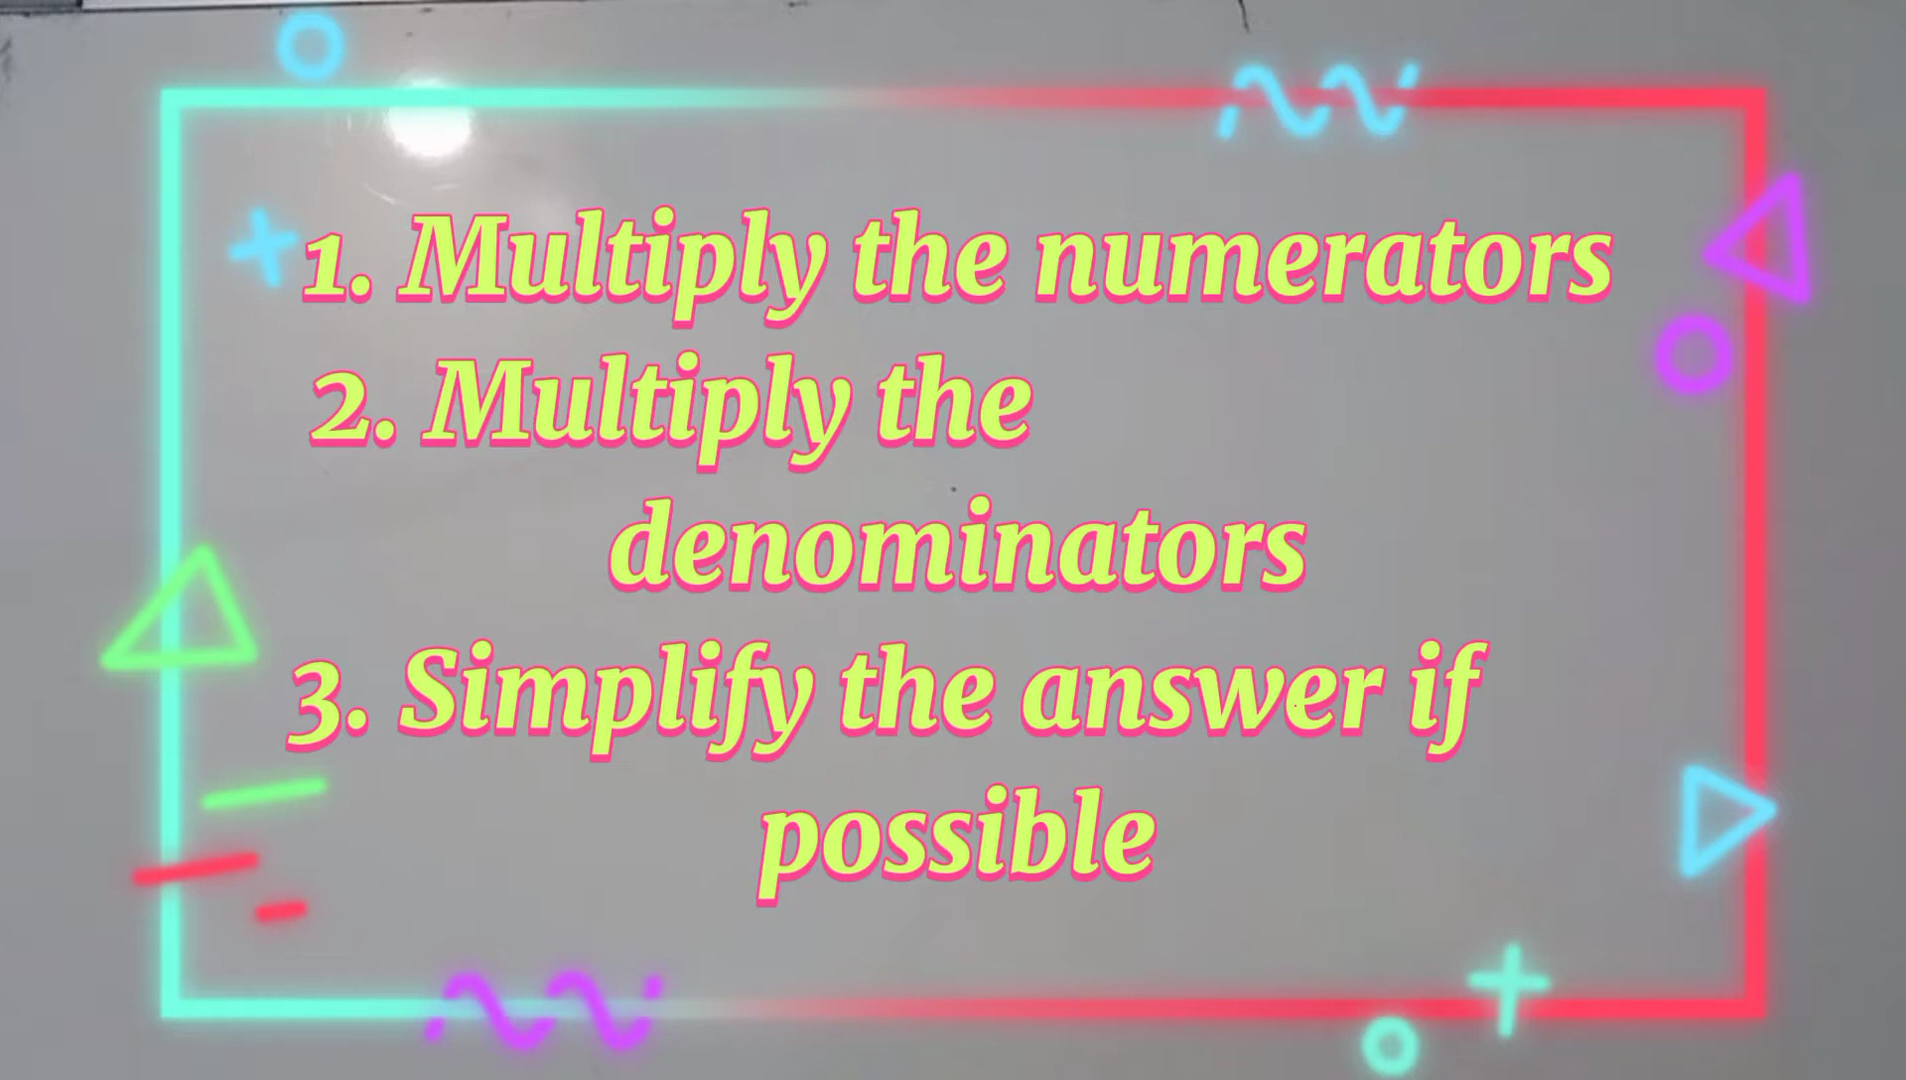 1. Multiply the numerators
2. Multiply the
denominators
3. Simplify the answer if
possible